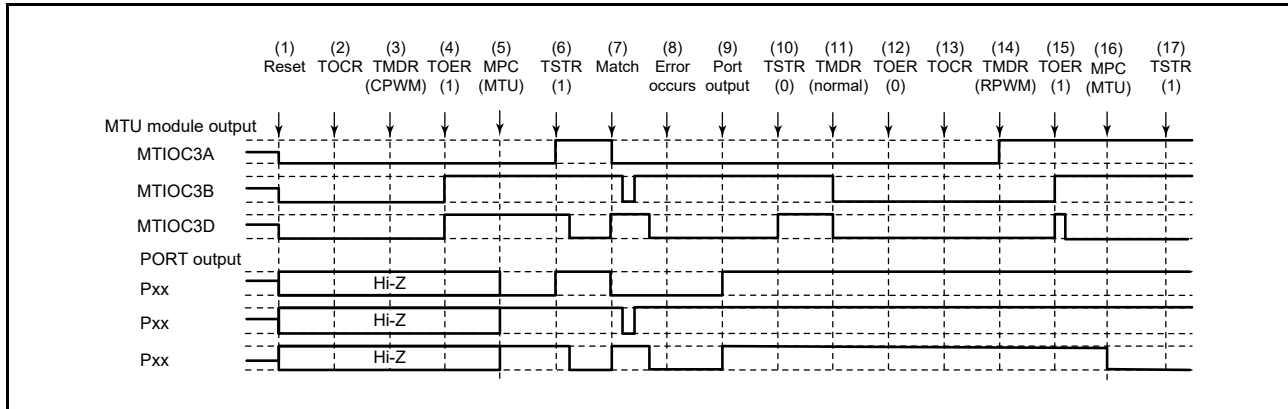 (1) (2) (3) (4) (5) (6) (7) (8) (9) (10) (11) (12) (13) (14) (15) (16) (17)
Reset TOCR TMDR TOER MPC TSTR Match Error Port TSTR TMDR TOER TOCR TMDR TOER MPC TSTR
(CPWM) (1) (MTU) (1) occurs output (0) (normal) (0) (RPWM) (1) (MTU) (1)
MTU module output
MTIOC3A
MTIOC3B
MTIOC3D
PORT output
Pxx Hi-Z
Pxx Hi-Z
Pxx Hi-Z